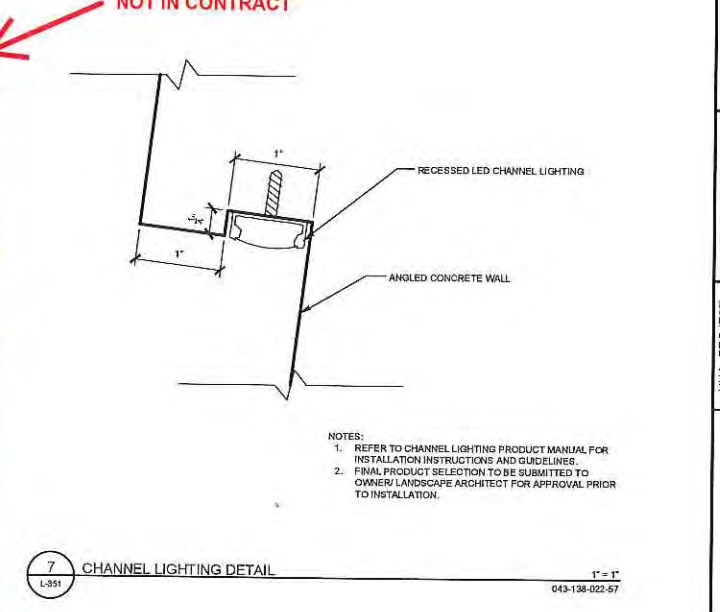 NOT IN CONTRACT
1"
RECESSED LED CHANNEL LIGHTING
1"
ANGLED CONCRETE WALL
NOTES:
1. REFER TO CHANNEL LIGHTING PRODUCT MANUAL FOR
INSTALLATION INSTRUCTIONS AND GUIDELINES.
2. FINAL PRODUCT SELECTION TO BE SUBMITTED TO
OWNER/ LANDSCAPE ARCHITECT FOR APPROVAL PRIOR
TO INSTALLATION.
7
L-351
CHANNEL LIGHTING DETAIL
1" = 1"
043-138-022-57